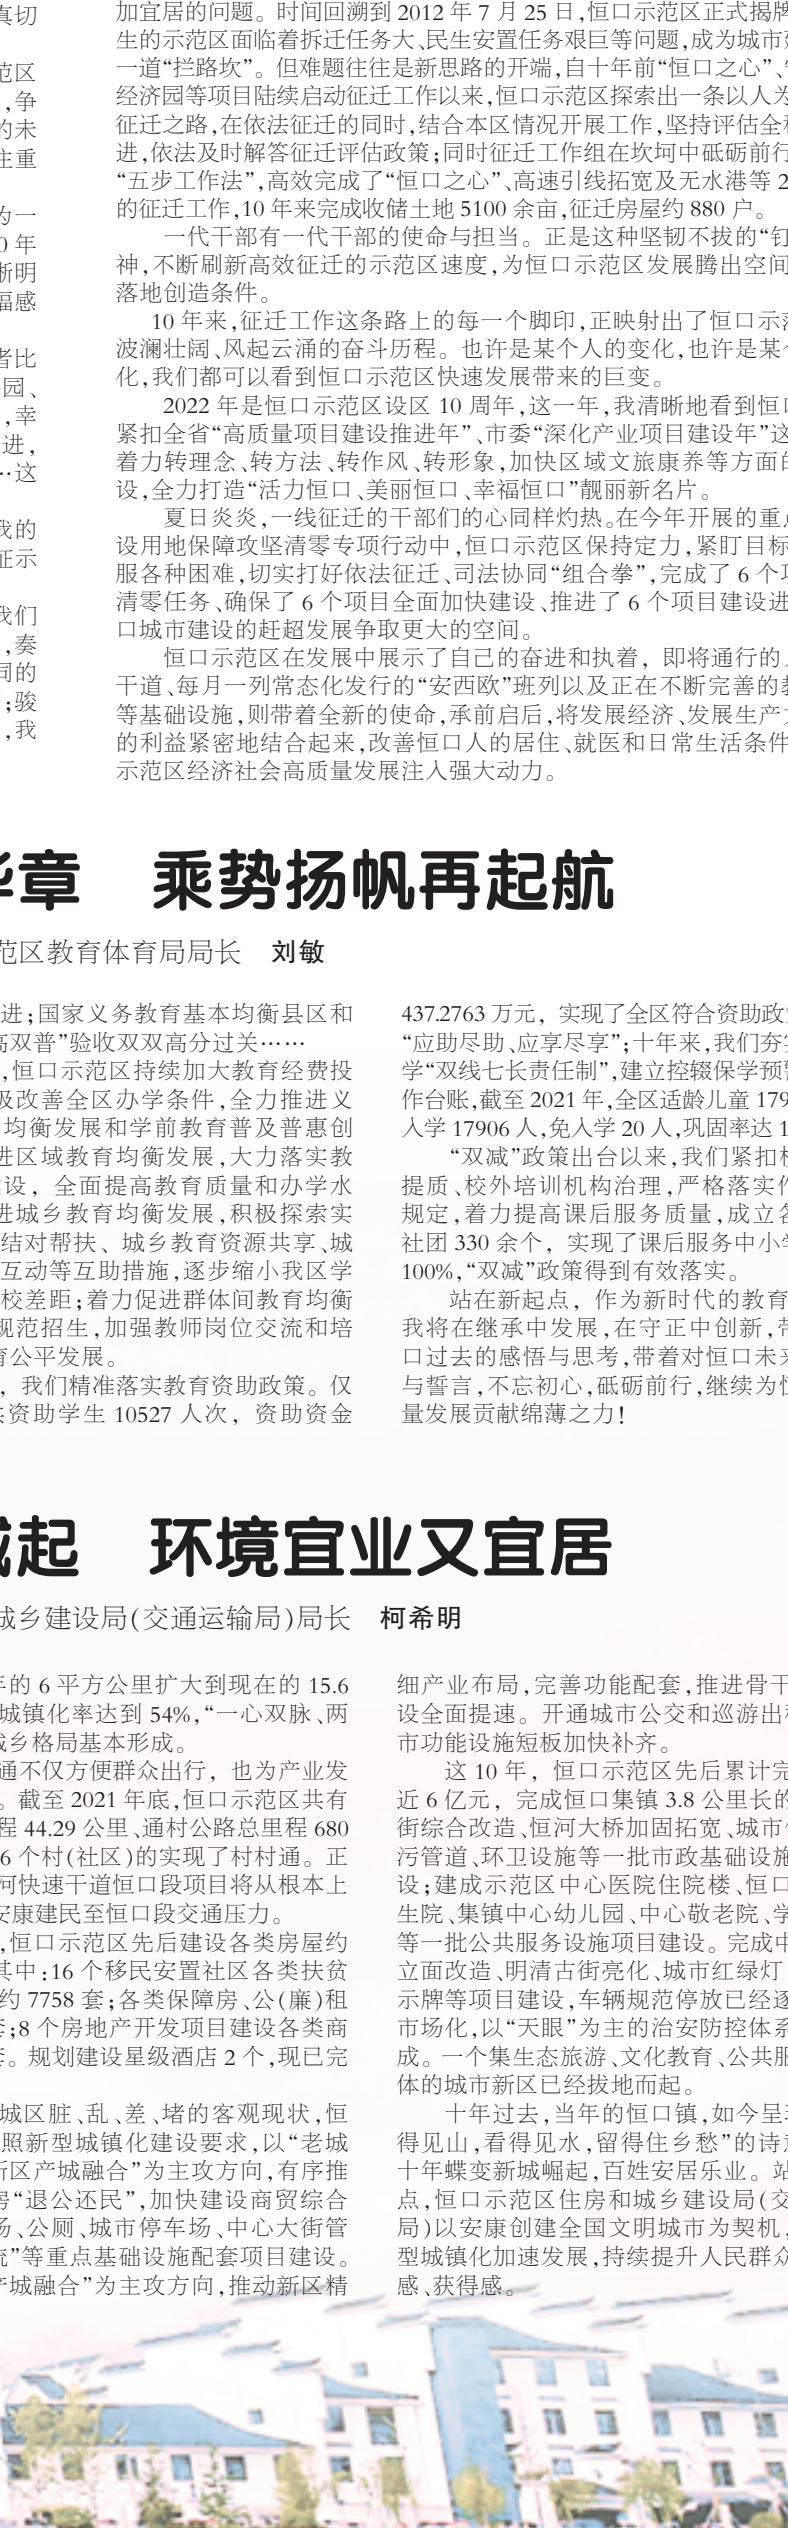 真切
范区
,争
的未
注重
的一
0 年
晰明
福感
者比
园、
,幸
进,
…这
我的
证示
我们
,奏
同的
;骏
,我
加宜居的问题。时间回溯到 2012 年 7 月 25 日,恒口示范区正式揭牌
生的示范区面临着拆迁任务大、民生安置任务艰巨等问题,成为城市建
一道“拦路坎”。但难题往往是新思路的开端,自十年前“恒口之心”、
经济园等项目陆续启动征迁工作以来,恒口示范区探索出一条以人为
征迁之路,在依法征迁的同时,结合本区情况开展工作,坚持评估全程
进,依法及时解答征迁评估政策;同时征迁工作组在坎坷中砥砺前行
“五步工作法”,高效完成了“恒口之心”、高速引线拓宽及无水港等 2
的征迁工作,10 年来完成收储土地 5100 余亩,征迁房屋约 880 户。
一代干部有一代干部的使命与担当。正是这种坚韧不拔的“钉
神,不断刷新高效征迁的示范区速度,为恒口示范区发展腾出空间
落地创造条件。
10 年来,征迁工作这条路上的每一个脚印,正映射出了恒口示范
波澜壮阔、风起云涌的奋斗历程。也许是某个人的变化,也许是某个
化,我们都可以看到恒口示范区快速发展带来的巨变。
2022 年是恒口示范区设区 10 周年,这一年,我清晰地看到恒口
紧扣全省“高质量项目建设推进年”、市委“深化产业项目建设年”这
着力转理念、转方法、转作风、转形象,加快区域文旅康养等方面的
设,全力打造“活力恒口、美丽恒口、幸福恒口”靓丽新名片。
夏日炎炎,一线征迁的干部们的心同样灼热。在今年开展的重点
设用地保障攻坚清零专项行动中,恒口示范区保持定力,紧盯目标
服各种困难,切实打好依法征迁、司法协同“组合拳”,完成了 6 个项
清零任务、确保了 6 个项目全面加快建设、推进了 6 个项目建设进
口城市建设的赶超发展争取更大的空间。
恒口示范区在发展中展示了自己的奋进和执着，即将通行的
干道、每月一列常态化发行的“安西欧”班列以及正在不断完善的教
等基础设施,则带着全新的使命,承前启后,将发展经济、发展生产力
的利益紧密地结合起来,改善恒口人的居住、就医和日常生活条件
示范区经济社会高质量发展注入强大动力。
华章　乘势扬帆再起航
范区教育体育局局长　刘敏
进;国家义务教育基本均衡县区和
高双普”验收双双高分过关……
,恒口示范区持续加大教育经费投
极改善全区办学条件,全力推进义
均衡发展和学前教育普及普惠创
进区域教育均衡发展,大力落实教
设，全面提高教育质量和办学水
进城乡教育均衡发展,积极探索实
结对帮扶、城乡教育资源共享、城
互动等互助措施,逐步缩小我区学
校差距;着力促进群体间教育均衡
规范招生,加强教师岗位交流和培
育公平发展。
，我们精准落实教育资助政策。仅
共资助学生 10527 人次，资助资金
437.2763 万元，实现了全区符合资助政策
“应助尽助、应享尽享”;十年来,我们夯实
学“双线七长责任制”,建立控辍保学预警
作台账,截至 2021 年,全区适龄儿童 179
入学 17906 人,免入学 20 人,巩固率达 1
“双减”政策出台以来,我们紧扣校
提质、校外培训机构治理,严格落实作
规定,着力提高课后服务质量,成立各
社团 330 余个，实现了课后服务中小学
100%,“双减”政策得到有效落实。
站在新起点，作为新时代的教育
我将在继承中发展,在守正中创新,带
口过去的感悟与思考,带着对恒口未来
与誓言,不忘初心,砥砺前行,继续为恒
量发展贡献绵薄之力!
城起　环境宜业又宜居
城乡建设局(交通运输局)局长　柯希明
年的 6 平方公里扩大到现在的 15.6
城镇化率达到 54%,“一心双脉、两
城乡格局基本形成。
通不仅方便群众出行，也为产业发
。截至 2021 年底,恒口示范区共有
程 44.29 公里、通村公路总里程 680
6 个村(社区)的实现了村村通。正
河快速干道恒口段项目将从根本上
安康建民至恒口段交通压力。
,恒口示范区先后建设各类房屋约
其中:16 个移民安置社区各类扶贫
约 7758 套;各类保障房、公(廉)租
套;8 个房地产开发项目建设各类商
套。规划建设星级酒店 2 个,现已完
城区脏、乱、差、堵的客观现状,恒
照新型城镇化建设要求,以“老城
新区产城融合”为主攻方向,有序推
房“退公还民”,加快建设商贸综合
场、公厕、城市停车场、中心大街管
流”等重点基础设施配套项目建设。
产城融合”为主攻方向,推动新区精
细产业布局,完善功能配套,推进骨干
设全面提速。开通城市公交和巡游出租
市功能设施短板加快补齐。
这 10 年，恒口示范区先后累计完
近 6 亿元，完成恒口集镇 3.8 公里长的
街综合改造、恒河大桥加固拓宽、城市
污管道、环卫设施等一批市政基础设施
设;建成示范区中心医院住院楼、恒口
生院、集镇中心幼儿园、中心敬老院、学
等一批公共服务设施项目建设。完成中
立面改造、明清古街亮化、城市红绿灯
示牌等项目建设,车辆规范停放已经逐
市场化,以“天眼”为主的治安防控体系
成。一个集生态旅游、文化教育、公共服
体的城市新区已经拔地而起。
十年过去,当年的恒口镇,如今呈现
得见山,看得见水,留得住乡愁”的诗意
十年蝶变新城崛起,百姓安居乐业。站
点,恒口示范区住房和城乡建设局(交
局)以安康创建全国文明城市为契机,
型城镇化加速发展,持续提升人民群众
感、获得感。